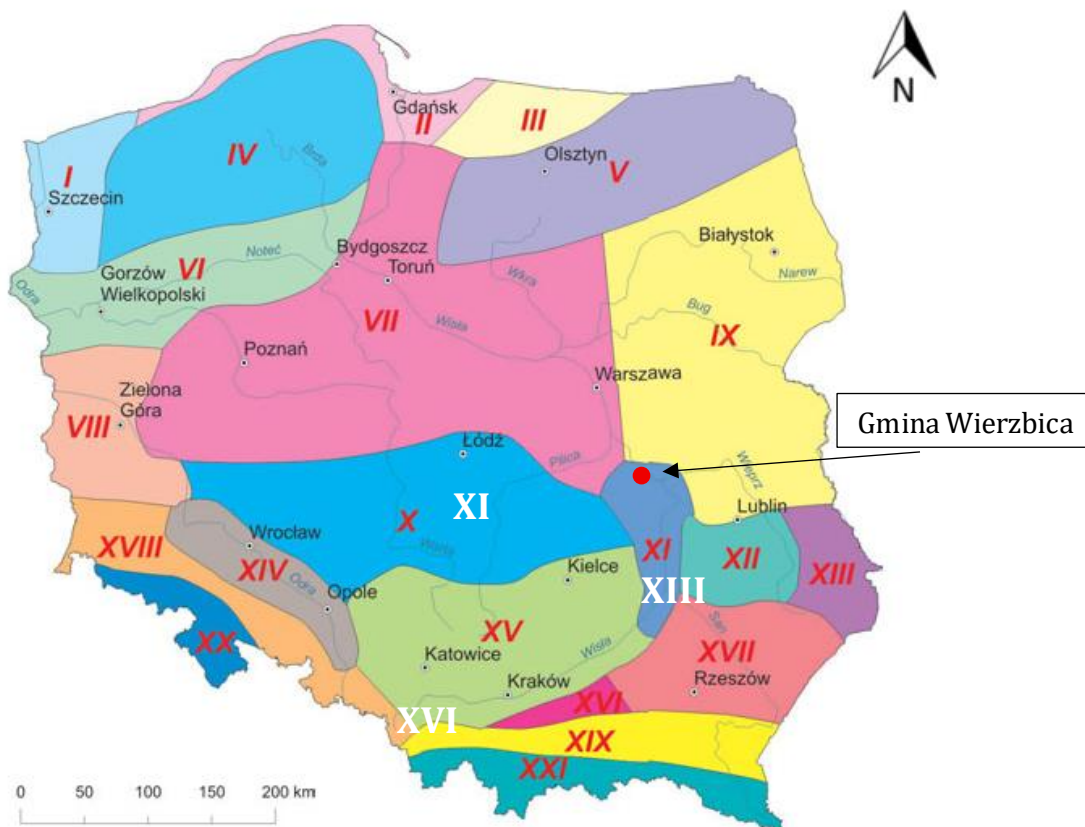 N
Gdańsk
II
III
IV
Brda
Olsztyn
V
I
Szczecin
Białystok
Narew
Bydgoszcz
Toruń
Noteć
VI
Gorzów
Wielkopolski
Odra
Wkra
Bug
VII
Wisła
IX
Poznań
Warszawa
Zielona
Góra
VIII
Gmina Wierzbica
Łódź
Pilica
Wieprz
Lublin
X
XI
Warta
XI
XII
XIII
XIII
Wrocław
XVIII
XIV
Odra
Opole
Kielce
XV
San
XVII
Wisła
XX
Katowice
Kraków
Rzeszów
XVI
XVI
XIX
XXI
0 50 100 150 200 km